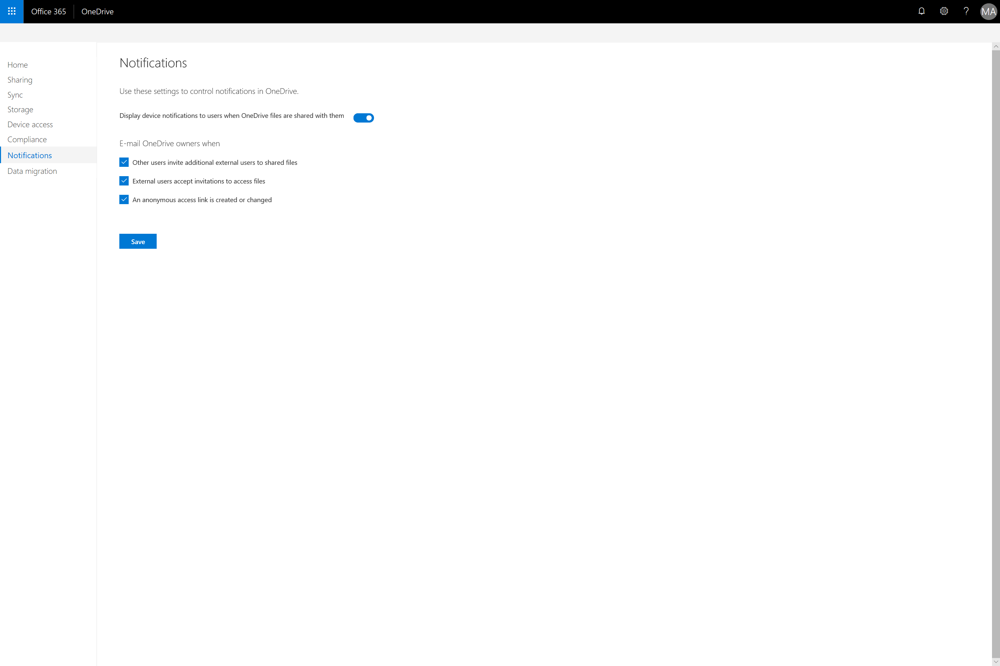 Office 365
OneDrive
MA
Home
Sharing
Sync
Storage
Device access
Compliance
Notifications
Data migration
Notifications
Use these settings to control notifications in OneDrive.
Display device notifications to users when OneDrive files are shared with them
E-mail OneDrive owners when
Other users invite additional external users to shared files
External users accept invitations to access files
An anonymous access link is created or changed
Save